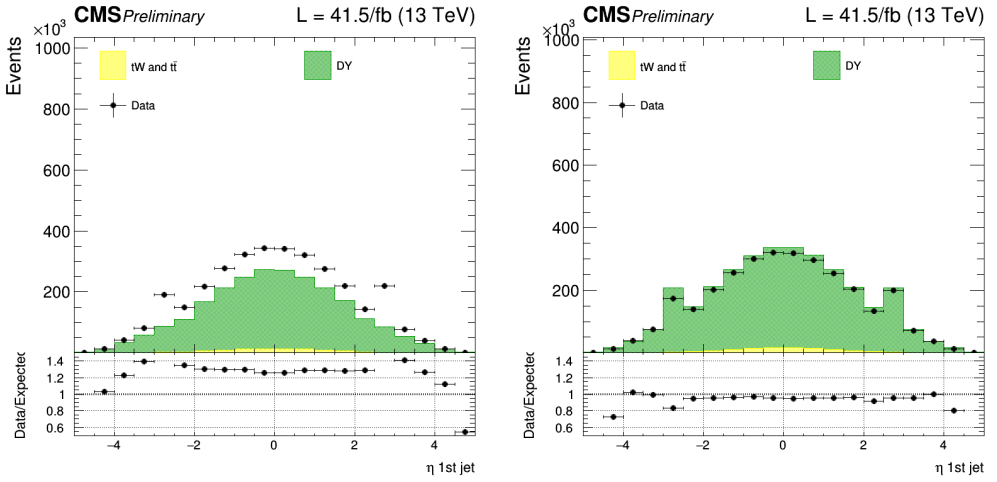 CMS Preliminary L = 41.5/fb (13 TeV)
×10³
Events
1000
800
600
400
200
tW and tt̄
DY
Data
Data/Expected
1.4
1.2
1
0.8
0.6
−4 −2 0 2 4
η 1st jet
CMS Preliminary L = 41.5/fb (13 TeV)
×10³
Events
1000
800
600
400
200
tW and tt̄
DY
Data
Data/Expected
1.4
1.2
1
0.8
0.6
−4 −2 0 2 4
η 1st jet